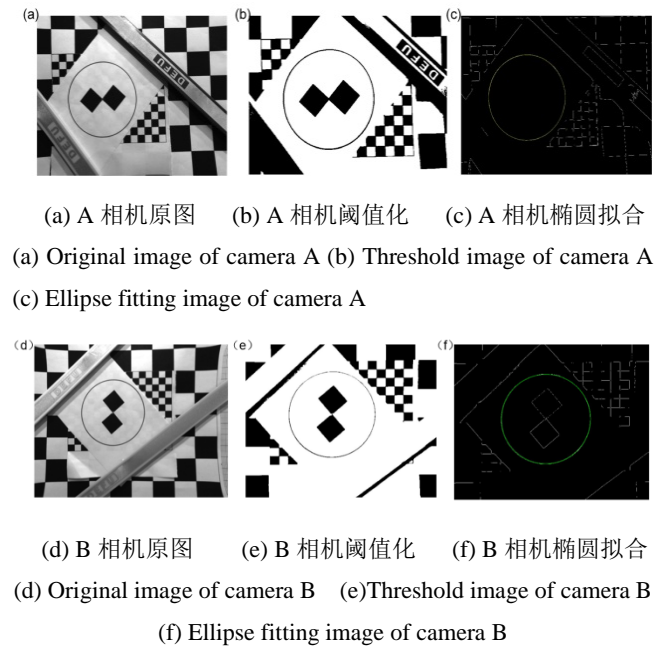 (a) (b) (c)
DEFU
DEFU
(a) A 相机原图 (b) A 相机阈值化 (c) A 相机椭圆拟合
(a) Original image of camera A (b) Threshold image of camera A
(c) Ellipse fitting image of camera A
(d) (e) (f)
(d) B 相机原图 (e) B 相机阈值化 (f) B 相机椭圆拟合
(d) Original image of camera B (e)Threshold image of camera B
(f) Ellipse fitting image of camera B